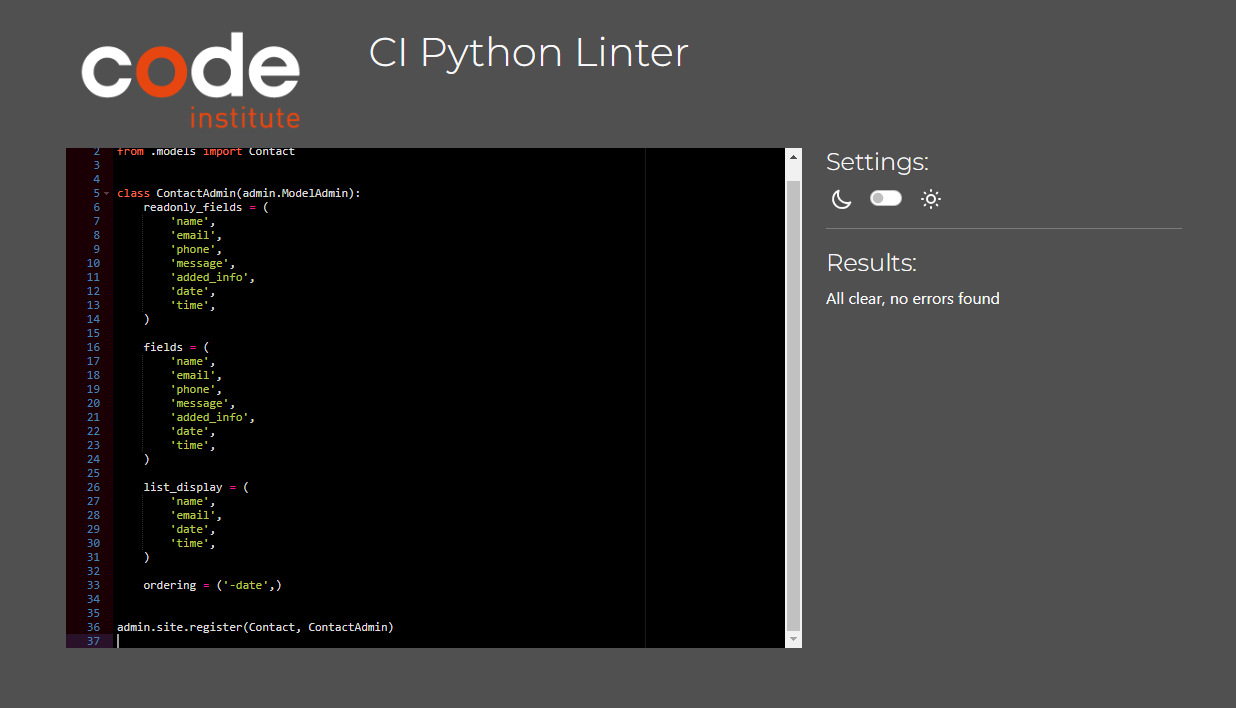 code
institute
CI Python Linter
2 from .models import Contact
3
4
5 class ContactAdmin(admin.ModelAdmin):
6     readonly_fields = (
7         'name',
8         'email',
9         'phone',
10         'message',
11         'added_info',
12         'date',
13         'time',
14     )
15
16     fields = (
17         'name',
18         'email',
19         'phone',
20         'message',
21         'added_info',
22         'date',
23         'time',
24     )
25
26     list_display = (
27         'name',
28         'email',
29         'date',
30         'time',
31     )
32
33     ordering = ('-date',)
34
35
36 admin.site.register(Contact, ContactAdmin)
37
Settings:
Results:
All clear, no errors found